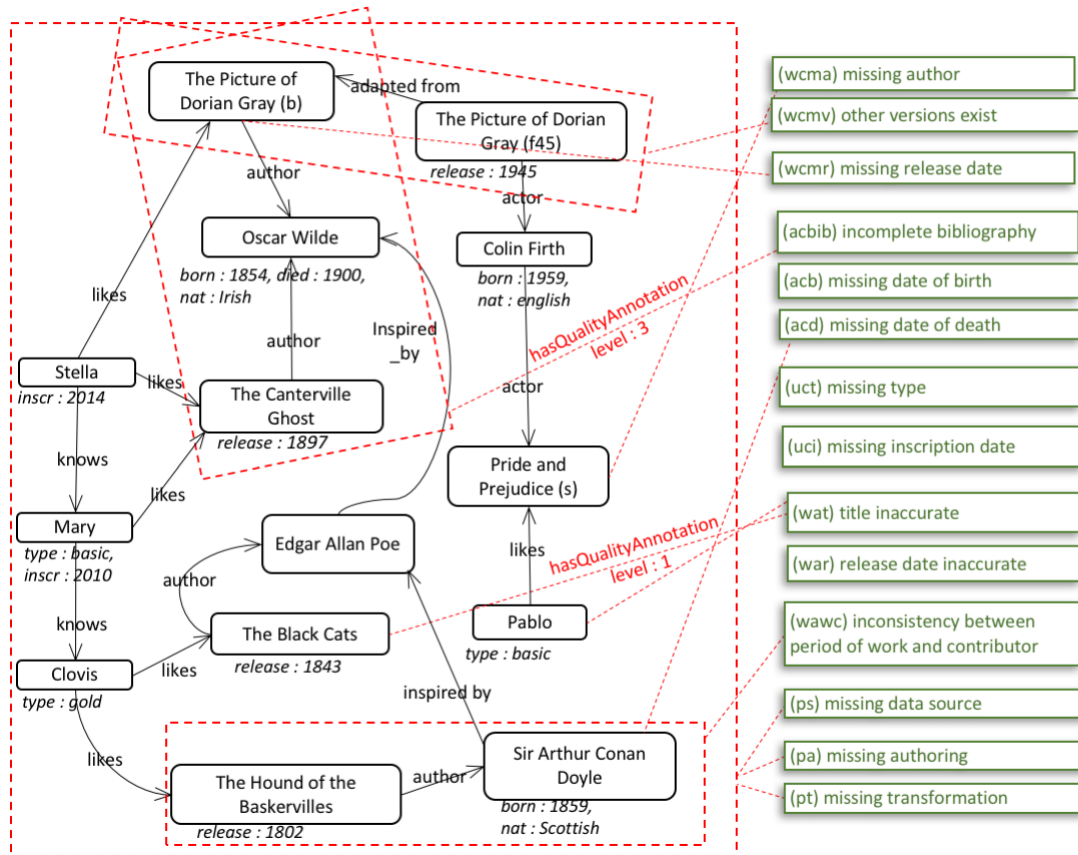 The Picture of
Dorian Gray (b)
adapted from
The Picture of Dorian
Gray (f45)
release : 1945
author
actor
Oscar Wilde
born : 1854, died : 1900,
nat : Irish
Colin Firth
born : 1959,
nat : english
likes
author
Inspired
_by
hasQualityAnnotation
level : 3
Stella
inscr : 2014
likes
The Canterville
Ghost
release : 1897
actor
knows
likes
Pride and
Prejudice (s)
Mary
type : basic,
inscr : 2010
Edgar Allan Poe
likes
hasQualityAnnotation
level : 1
author
knows
The Black Cats
release : 1843
Pablo
type : basic
Clovis
type : gold
likes
inspired by
likes
The Hound of the
Baskervilles
release : 1802
author
Sir Arthur Conan
Doyle
born : 1859,
nat : Scottish
(wcma) missing author
(wcmv) other versions exist
(wcmr) missing release date
(acbib) incomplete bibliography
(acb) missing date of birth
(acd) missing date of death
(uct) missing type
(uci) missing inscription date
(wat) title inaccurate
(war) release date inaccurate
(wawc) inconsistency between
period of work and contributor
(ps) missing data source
(pa) missing authoring
(pt) missing transformation